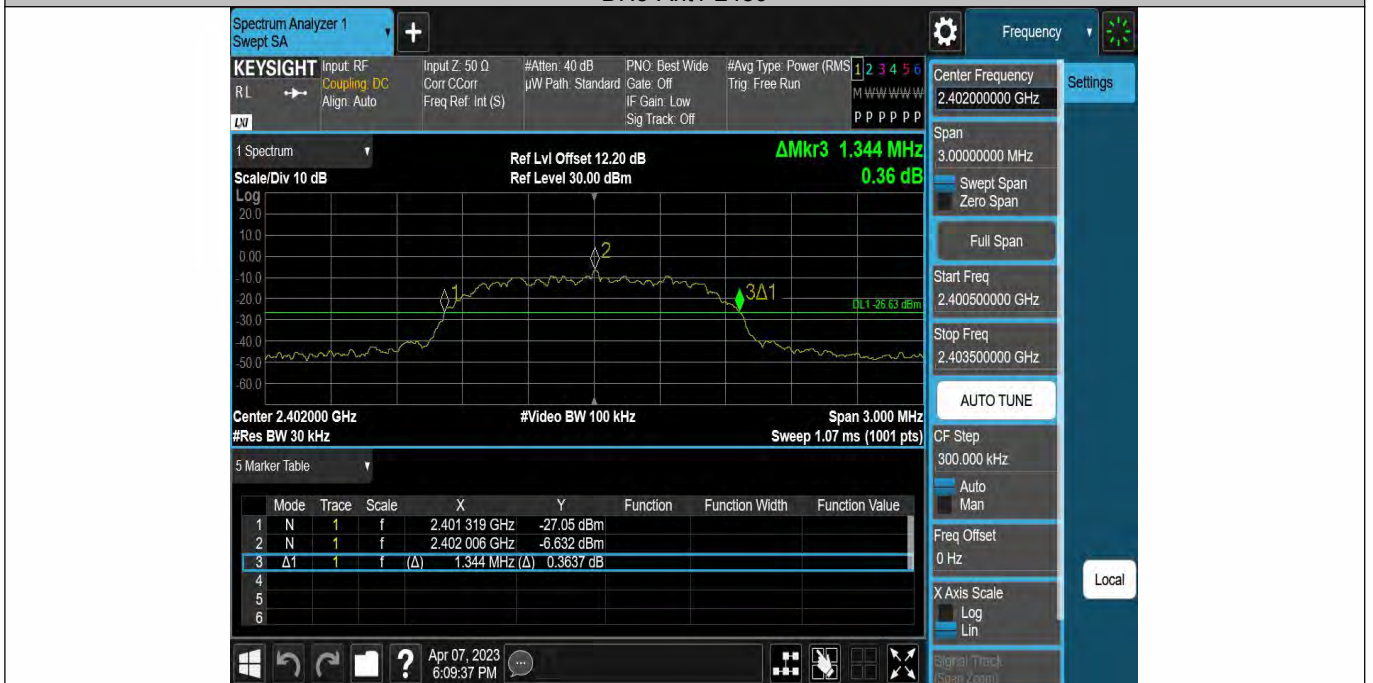 Spectrum Analyzer 1
Swept SA
+
Frequency
KEYSIGHT
RL
LXI
Input: RF
Coupling: DC
Align: Auto
Input Z: 50 Ω
Corr CCorr
Freq Ref: Int (S)
#Atten: 40 dB
µW Path: Standard
PNO: Best Wide
Gate: Off
IF Gain: Low
Sig Track: Off
#Avg Type: Power (RMS
Trig: Free Run
1 2 3 4 5 6
M W W W W W
P P P P P P
Center Frequency
2.402000000 GHz
Settings
Span
3.00000000 MHz
Swept Span
Zero Span
Full Span
Start Freq
2.400500000 GHz
Stop Freq
2.403500000 GHz
AUTO TUNE
CF Step
300.000 kHz
Auto
Man
Freq Offset
0 Hz
X Axis Scale
Log
Lin
Signal Track
(Span Zoom)
Local
1 Spectrum
Scale/Div 10 dB
Ref Lvl Offset 12.20 dB
Ref Level 30.00 dBm
ΔMkr3 1.344 MHz
0.36 dB
Log
20.0
10.0
0.00
-10.0
-20.0
-30.0
-40.0
-50.0
-60.0
1
2
3Δ1
DL1 -26.63 dBm
Center 2.402000 GHz
#Res BW 30 kHz
#Video BW 100 kHz
Span 3.000 MHz
Sweep 1.07 ms (1001 pts)
5 Marker Table
Mode Trace Scale X Y Function Function Width Function Value
1 N 1 f 2.401 319 GHz -27.05 dBm
2 N 1 f 2.402 006 GHz -6.632 dBm
3 Δ1 1 f (Δ) 1.344 MHz (Δ) 0.3637 dB
4
5
6
?
Apr 07, 2023
6:09:37 PM